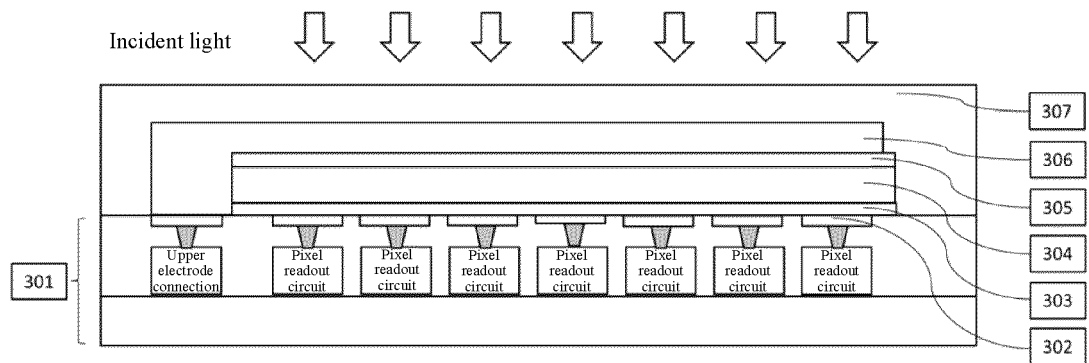 Incident light
307
306
305
304
303
302
301
Upper
electrode
connection
Pixel
readout
circuit
Pixel
readout
circuit
Pixel
readout
circuit
Pixel
readout
circuit
Pixel
readout
circuit
Pixel
readout
circuit
Pixel
readout
circuit